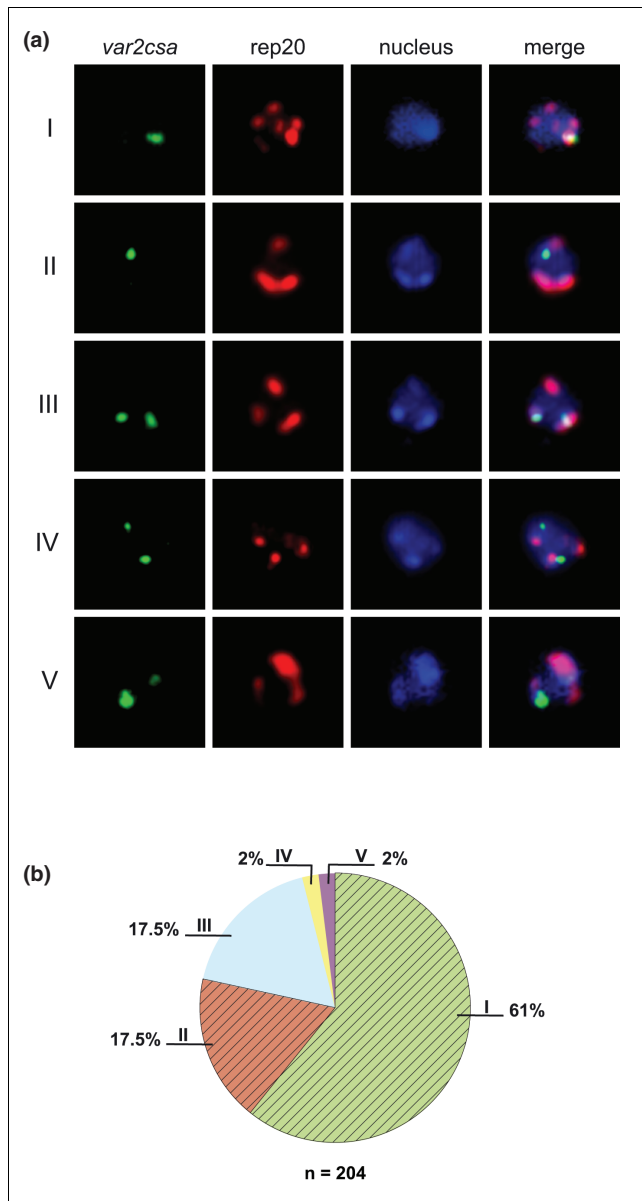 (a)
var2csa rep20 nucleus merge
I
II
III
IV
V
(b)
2% IV V 2%
17.5% III
I 61%
17.5% II
n = 204